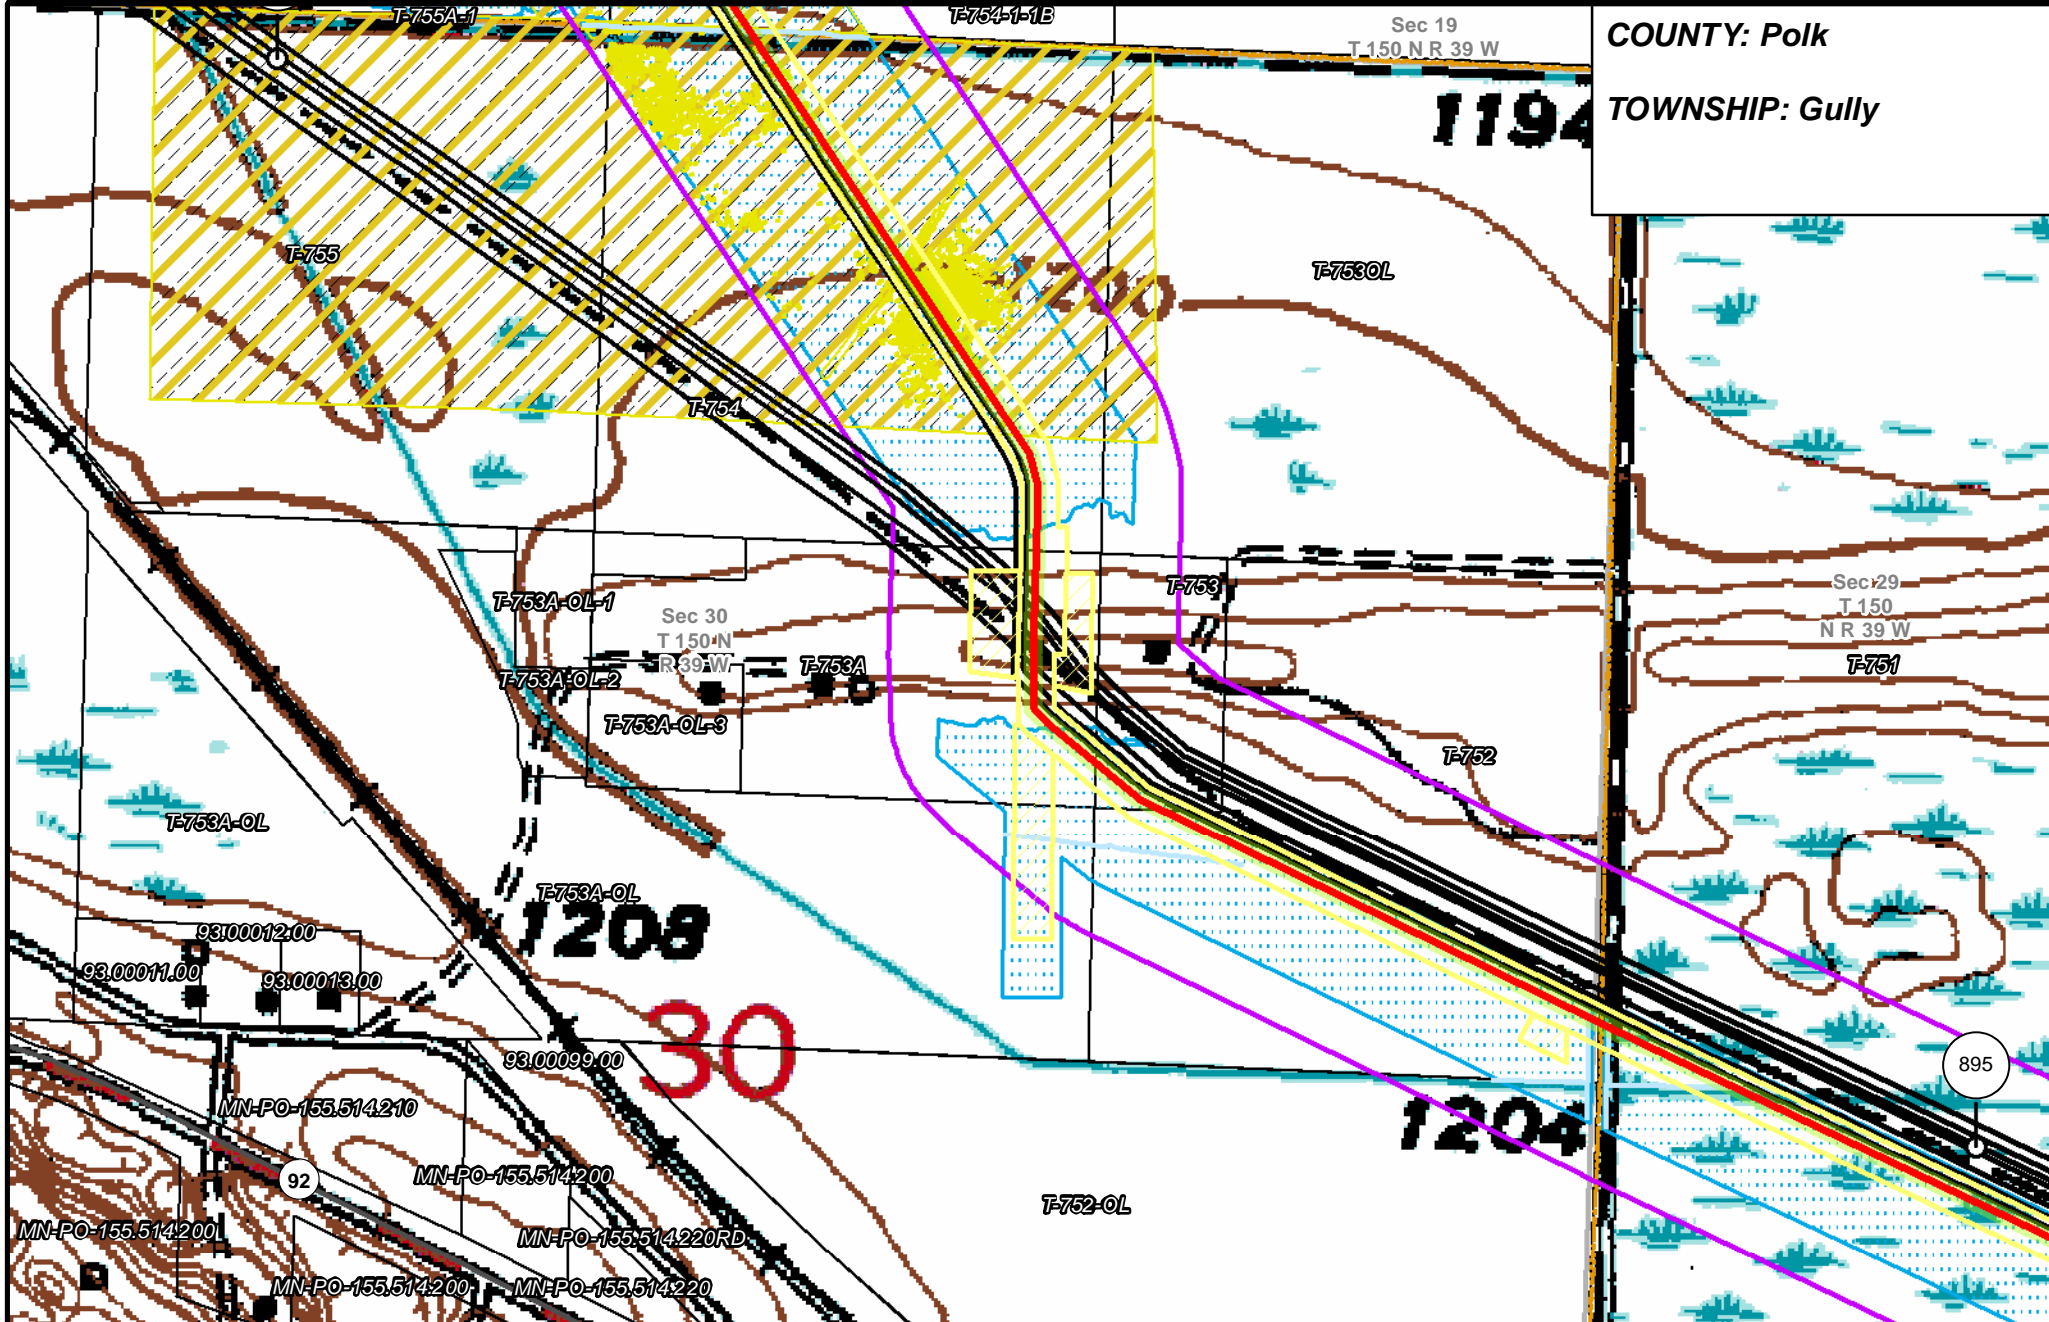 T-755A-1
T-754-1-1B
Sec 19
T 150 N R 39 W
COUNTY: Polk
TOWNSHIP: Gully
1194
T-755
T-753OL
1210
T-754
T-753A-OL-1
Sec 30
T 150 N
R 39 W
T-753
Sec 29
T 150
N R 39 W
T-751
T-753A-OL-2
T-753A
T-753A-OL-3
T-752
T-753A-OL
T-753A-OL
1208
93.00012.00
93.00011.00
93.00013.00
30
93.00099.00
895
MN-PO-155.514.210
1204
92
MN-PO-155.514.200
T-752-OL
MN-PO-155.514.200
MN-PO-155.514.220RD
MN-PO-155.514.200
MN-PO-155.514.220